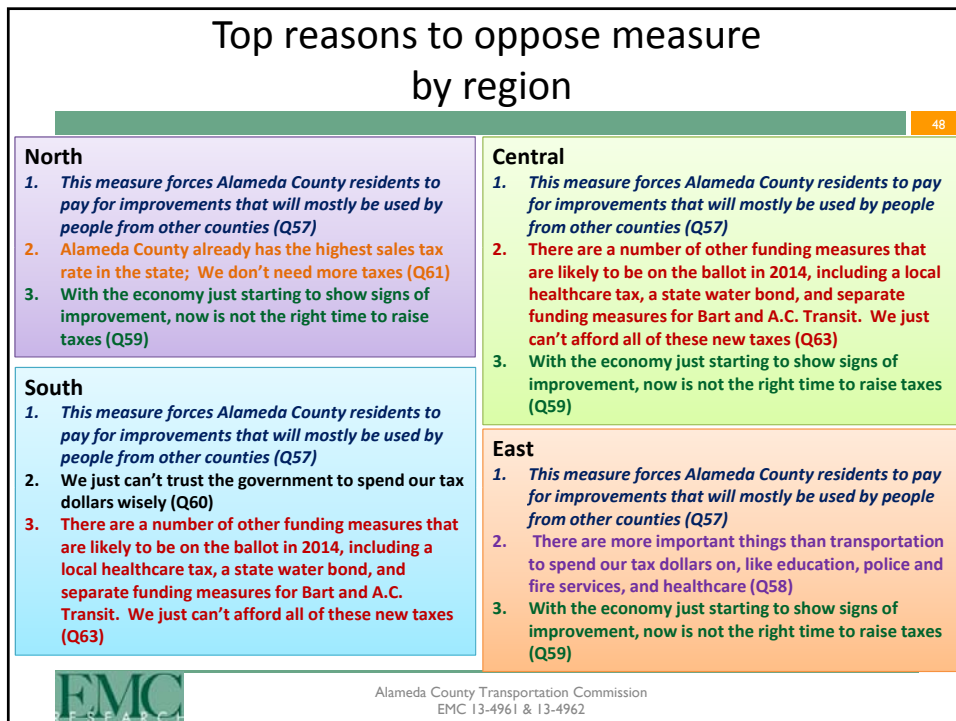 Top reasons to oppose measure
by region
48
North
1. This measure forces Alameda County residents to
pay for improvements that will mostly be used by
people from other counties (Q57)
2. Alameda County already has the highest sales tax
rate in the state;  We don't need more taxes (Q61)
3. With the economy just starting to show signs of
improvement, now is not the right time to raise
taxes (Q59)
South
1. This measure forces Alameda County residents to
pay for improvements that will mostly be used by
people from other counties (Q57)
2. We just can't trust the government to spend our tax
dollars wisely (Q60)
3. There are a number of other funding measures that
are likely to be on the ballot in 2014, including a
local healthcare tax, a state water bond, and
separate funding measures for Bart and A.C.
Transit.  We just can't afford all of these new taxes
(Q63)
Central
1. This measure forces Alameda County residents to pay
for improvements that will mostly be used by people
from other counties (Q57)
2. There are a number of other funding measures that
are likely to be on the ballot in 2014, including a local
healthcare tax, a state water bond, and separate
funding measures for Bart and A.C. Transit.  We just
can't afford all of these new taxes (Q63)
3. With the economy just starting to show signs of
improvement, now is not the right time to raise taxes
(Q59)
East
1. This measure forces Alameda County residents to pay
for improvements that will mostly be used by people
from other counties (Q57)
2. There are more important things than transportation
to spend our tax dollars on, like education, police and
fire services, and healthcare (Q58)
3. With the economy just starting to show signs of
improvement, now is not the right time to raise taxes
(Q59)
EMC
RESEARCH
Alameda County Transportation Commission
EMC 13-4961 & 13-4962